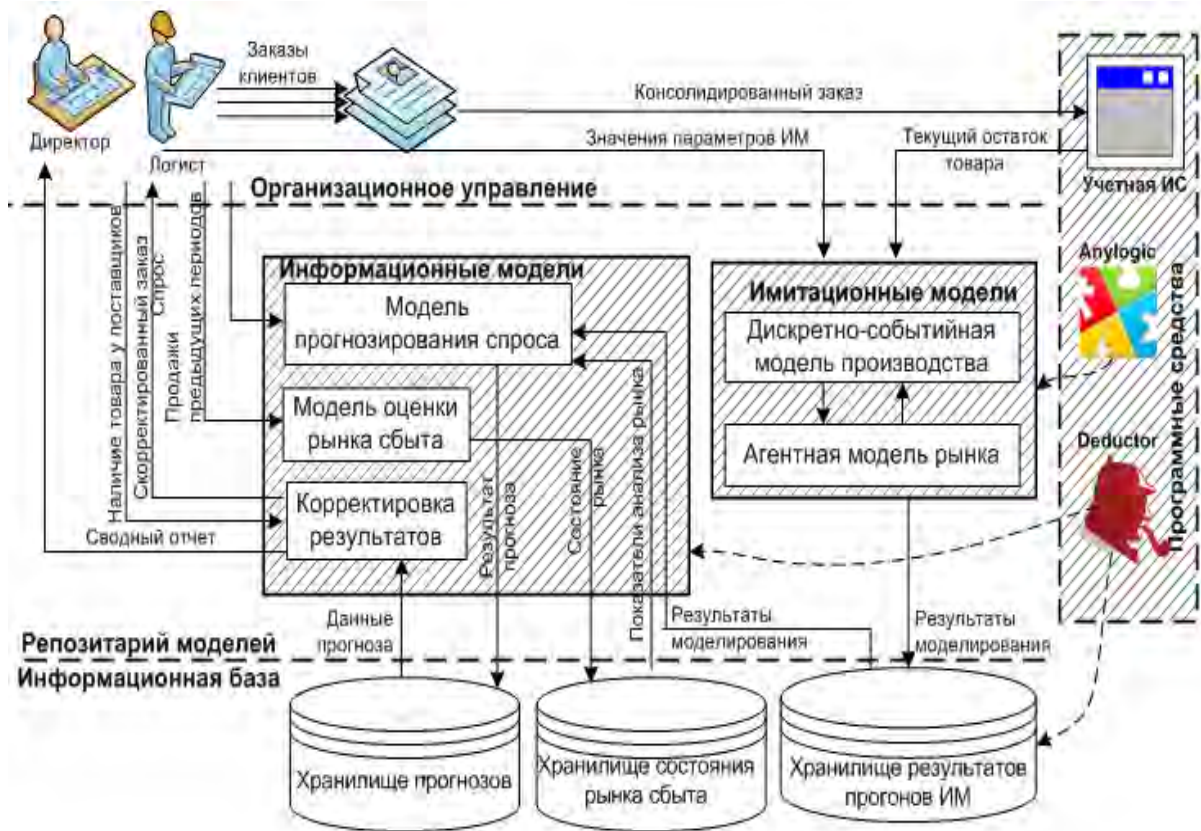 Заказы
клиентов
Консолидированный заказ
Директор
Логист
Значения параметров ИМ
Текущий остаток
товара
Учетная ИС
Организационное управление
Наличие товара у поставщиков
Скорректированный заказ
Спрос
Продажи
предыдущих периодов
Информационные модели
Модель
прогнозирования спроса
Модель оценки
рынка сбыта
Корректировка
результатов
Сводный отчет
Результат
прогноза
Состояние
рынка
Показатели анализа рынка
Имитационные модели
Дискретно-событийная
модель производства
Агентная модель рынка
Anylogic
Deductor
Программные средства
Данные
прогноза
Результаты
моделирования
Результаты
моделирования
Репозитарий моделей
Информационная база
Хранилище прогнозов
Хранилище состояния
рынка сбыта
Хранилище результатов
прогонов ИМ